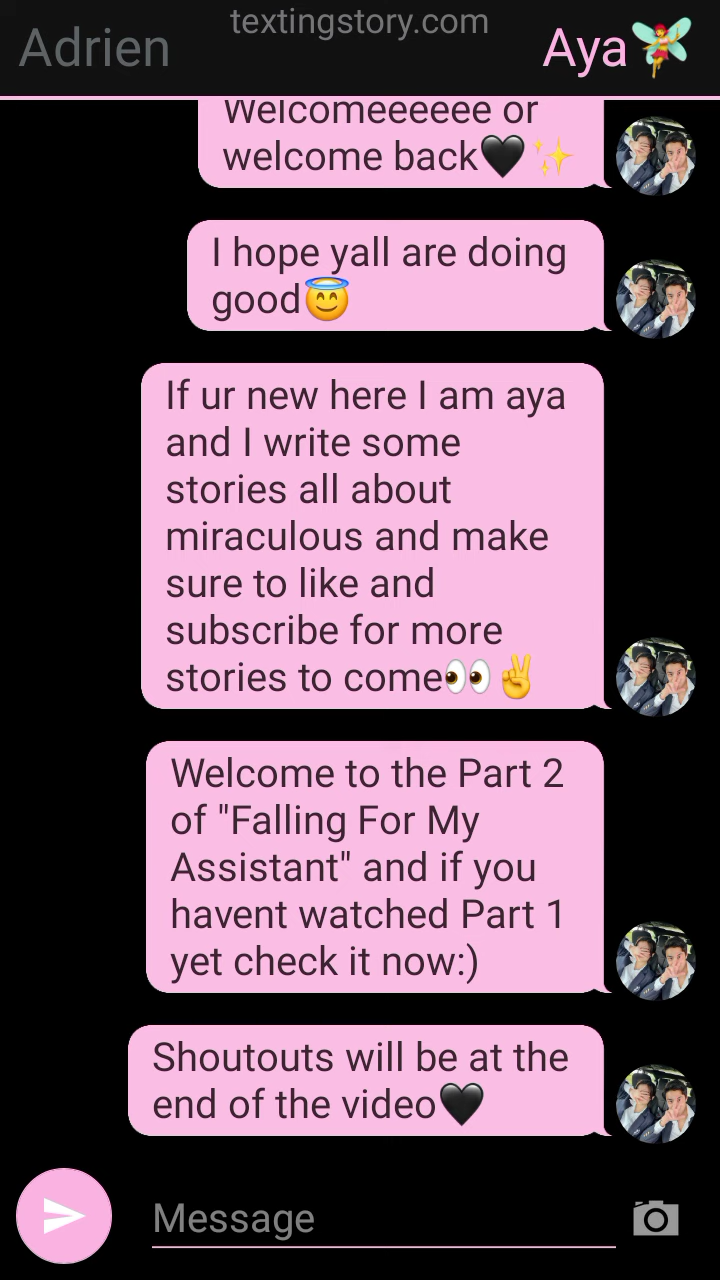 textingstory.com
Adrien
Aya🧚
Welcomeeeeee or
welcome back🖤✨
I hope yall are doing
good😇
If ur new here I am aya
and I write some
stories all about
miraculous and make
sure to like and
subscribe for more
stories to come👀✌
Welcome to the Part 2
of "Falling For My
Assistant" and if you
havent watched Part 1
yet check it now:)
Shoutouts will be at the
end of the video🖤
Message